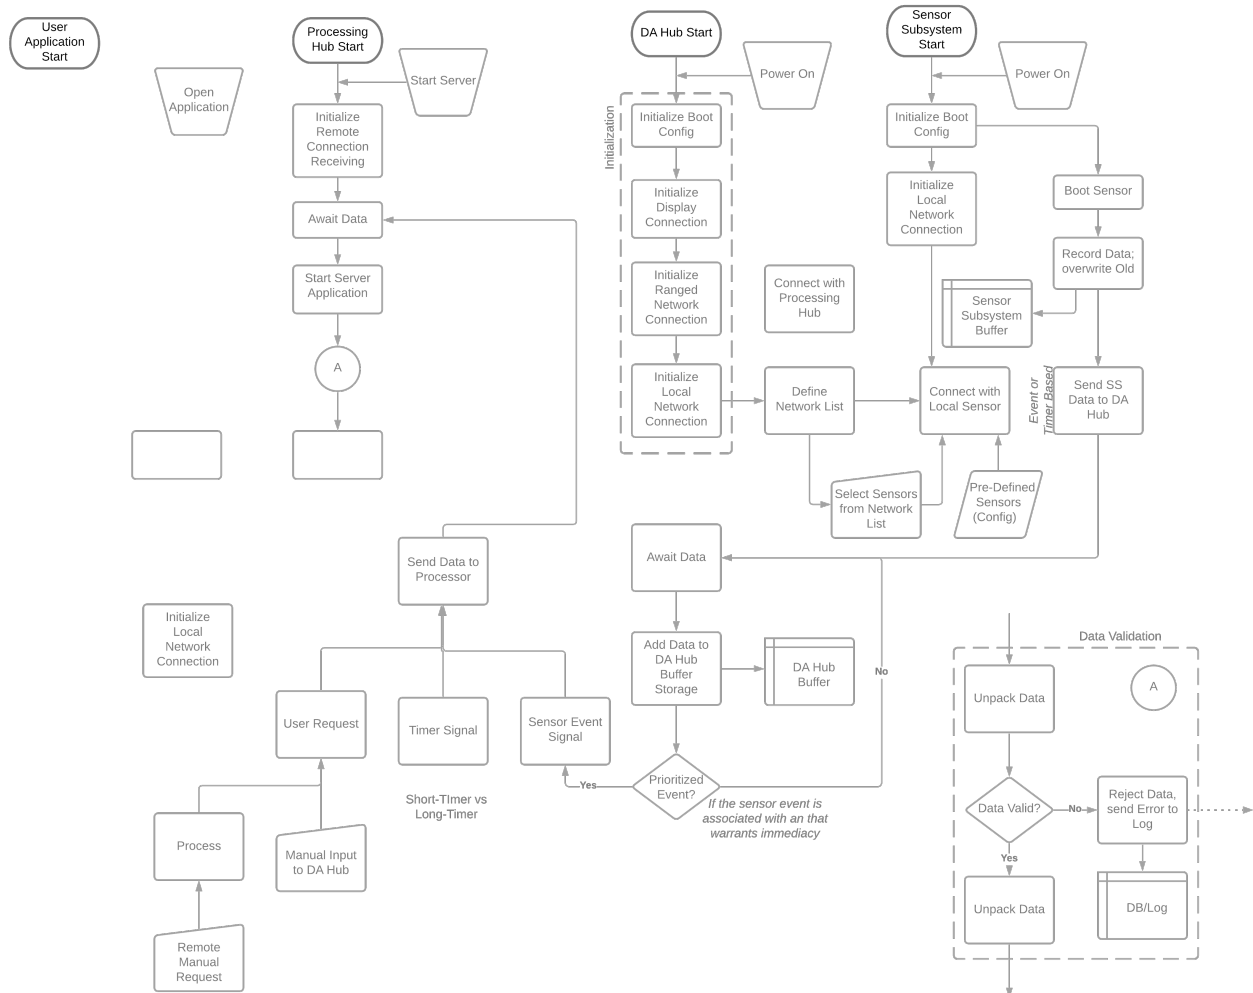 User
Application
Start
Processing
Hub Start
DA Hub Start
Sensor
Subsystem
Start
Open
Application
Start Server
Power On
Power On
Initialization
Initialize
Remote
Connection
Receiving
Initialize Boot
Config
Initialize Boot
Config
Await Data
Initialize
Display
Connection
Initialize
Local
Network
Connection
Boot Sensor
Start Server
Application
Initialize
Ranged
Network
Connection
Connect with
Processing
Hub
Record Data;
overwrite Old
Sensor
Subsystem
Buffer
A
Initialize
Local
Network
Connection
Define
Network List
Connect with
Local Sensor
Event or
Timer Based
Send SS
Data to DA
Hub
Select Sensors
from Network
List
Pre-Defined
Sensors
(Config)
Send Data to
Processor
Await Data
Initialize
Local
Network
Connection
Add Data to
DA Hub
Buffer
Storage
DA Hub
Buffer
No
User Request
Timer Signal
Sensor Event
Signal
Short-TImer vs
Long-Timer
Yes
Prioritized
Event?
If the sensor event is
associated with an that
warrants immediacy
Process
Manual Input
to DA Hub
Remote
Manual
Request
Data Validation
Unpack Data
A
Data Valid?
No
Reject Data,
send Error to
Log
Yes
Unpack Data
DB/Log